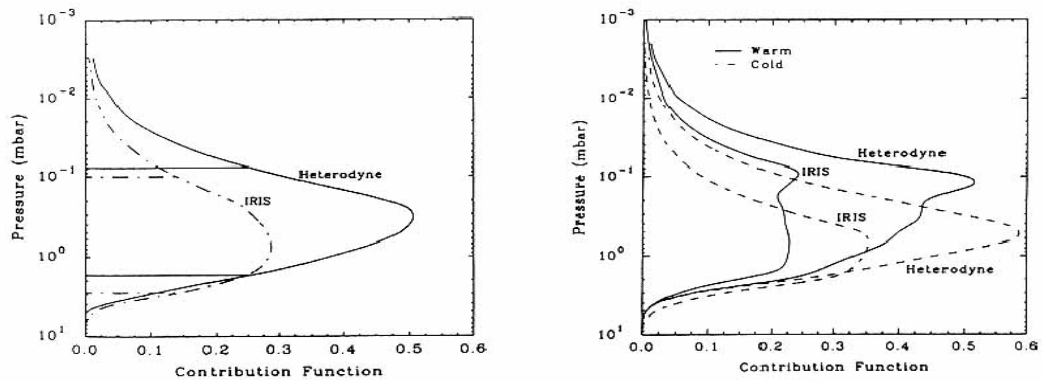 10⁻³
10⁻²
10⁻¹
10⁰
10¹
Pressure (mbar)
Heterodyne
IRIS
0.0 0.1 0.2 0.3 0.4 0.5 0.6
Contribution Function
10⁻³
10⁻²
10⁻¹
10⁰
10¹
Pressure (mbar)
Warm
Cold
Heterodyne
IRIS
IRIS
Heterodyne
0.0 0.1 0.2 0.3 0.4 0.5 0.6
Contribution Function